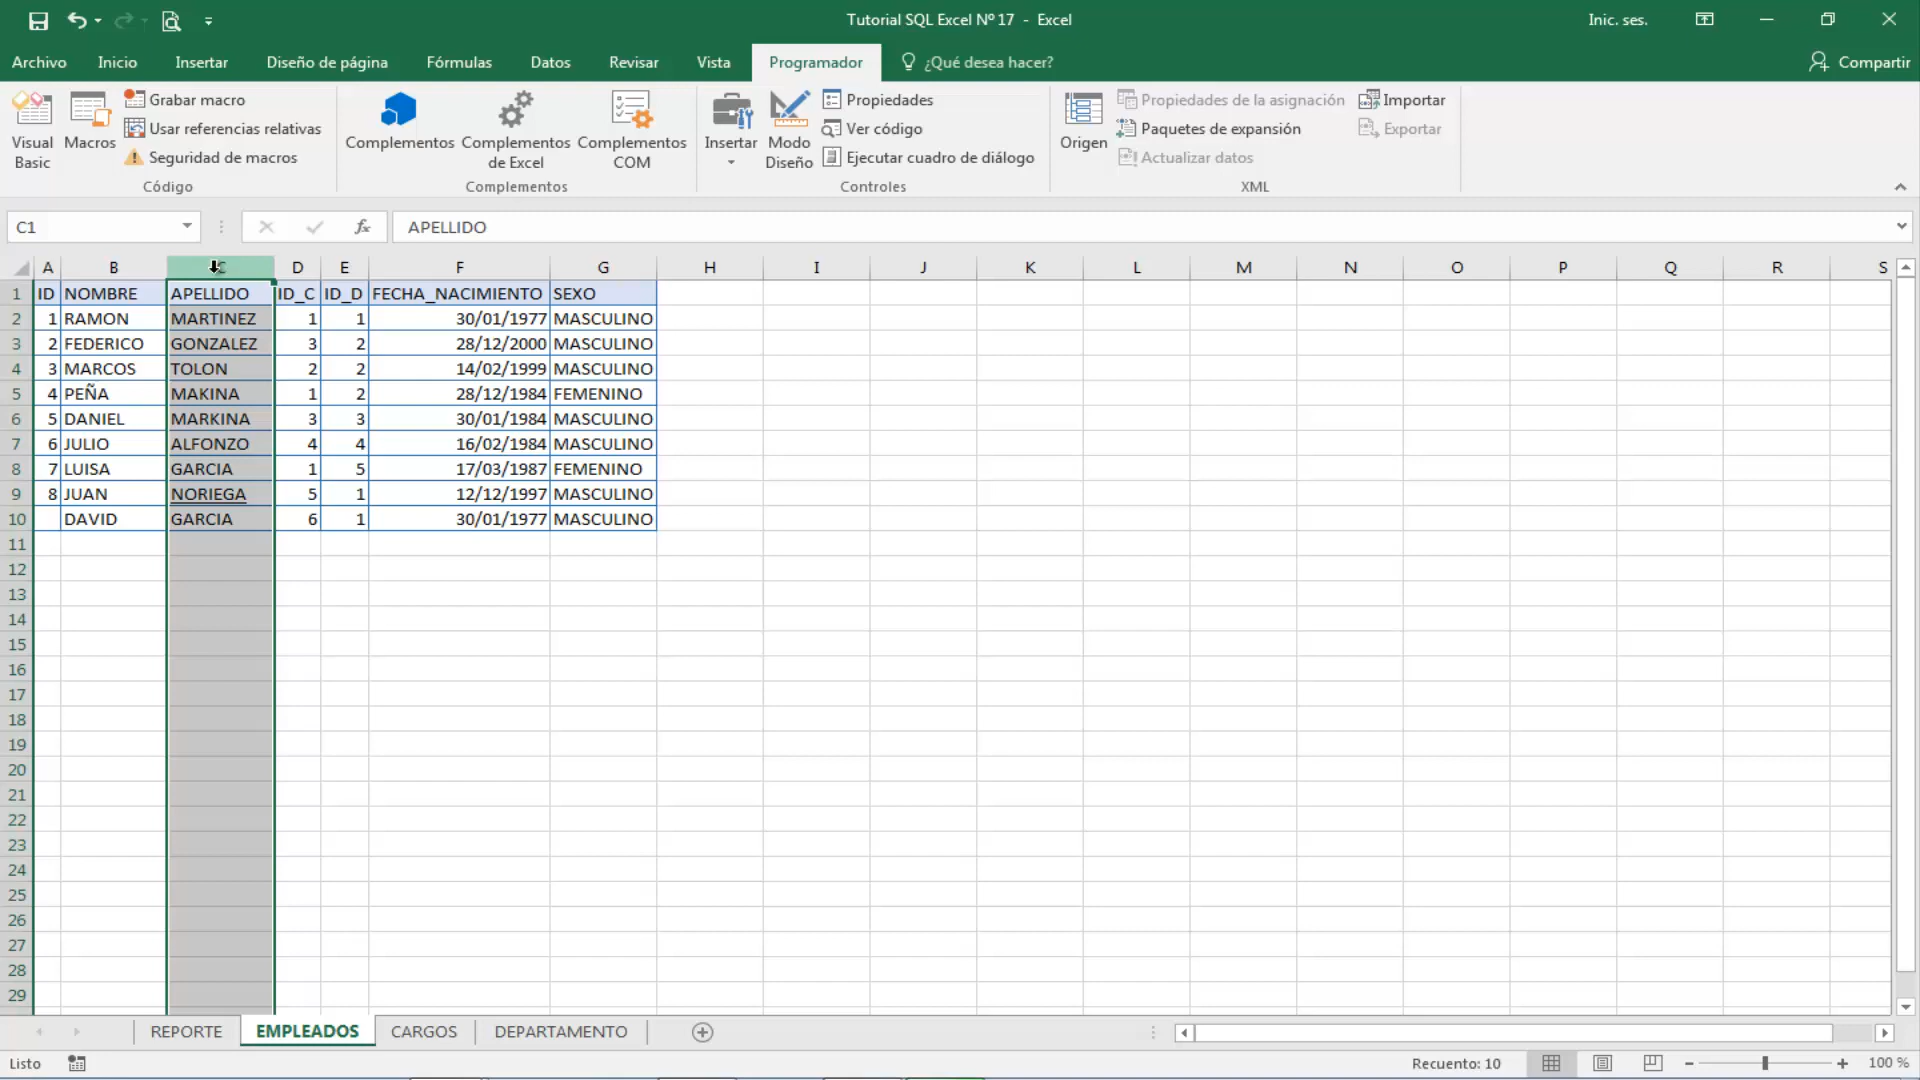 Tutorial SQL Excel Nº 17 - Excel
Inic. ses.
Archivo Inicio Insertar Diseño de página Fórmulas Datos Revisar Vista Programador ¿Qué desea hacer? Compartir
Visual Basic
Macros
Grabar macro
Usar referencias relativas
Seguridad de macros
Código
Complementos
Complementos de Excel
Complementos COM
Complementos
Insertar
Modo Diseño
Propiedades
Ver código
Ejecutar cuadro de diálogo
Controles
Origen
Propiedades de la asignación
Paquetes de expansión
Actualizar datos
Importar
Exportar
XML
C1 fx APELLIDO
A B C D E F G H I J K L M N O P Q R S
1 ID NOMBRE APELLIDO ID_C ID_D FECHA_NACIMIENTO SEXO
2 1 RAMON MARTINEZ 1 1 30/01/1977 MASCULINO
3 2 FEDERICO GONZALEZ 3 2 28/12/2000 MASCULINO
4 3 MARCOS TOLON 2 2 14/02/1999 MASCULINO
5 4 PEÑA MAKINA 1 2 28/12/1984 FEMENINO
6 5 DANIEL MARKINA 3 3 30/01/1984 MASCULINO
7 6 JULIO ALFONZO 4 4 16/02/1984 MASCULINO
8 7 LUISA GARCIA 1 5 17/03/1987 FEMENINO
9 8 JUAN NORIEGA 5 1 12/12/1997 MASCULINO
10 DAVID GARCIA 6 1 30/01/1977 MASCULINO
11
12
13
14
15
16
17
18
19
20
21
22
23
24
25
26
27
28
29
REPORTE EMPLEADOS CARGOS DEPARTAMENTO
Listo Recuento: 10 100 %